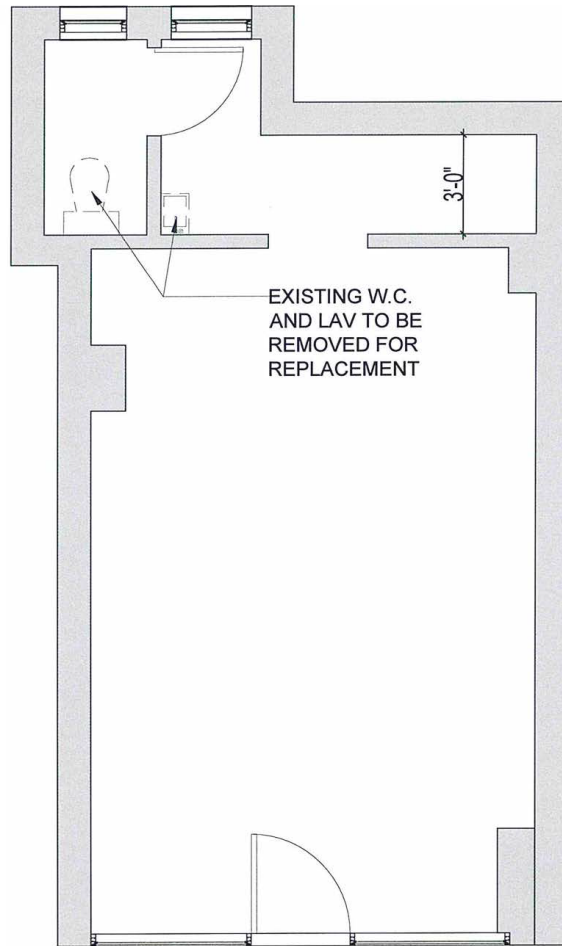 3'-0"
EXISTING W.C.
AND LAV TO BE
REMOVED FOR
REPLACEMENT